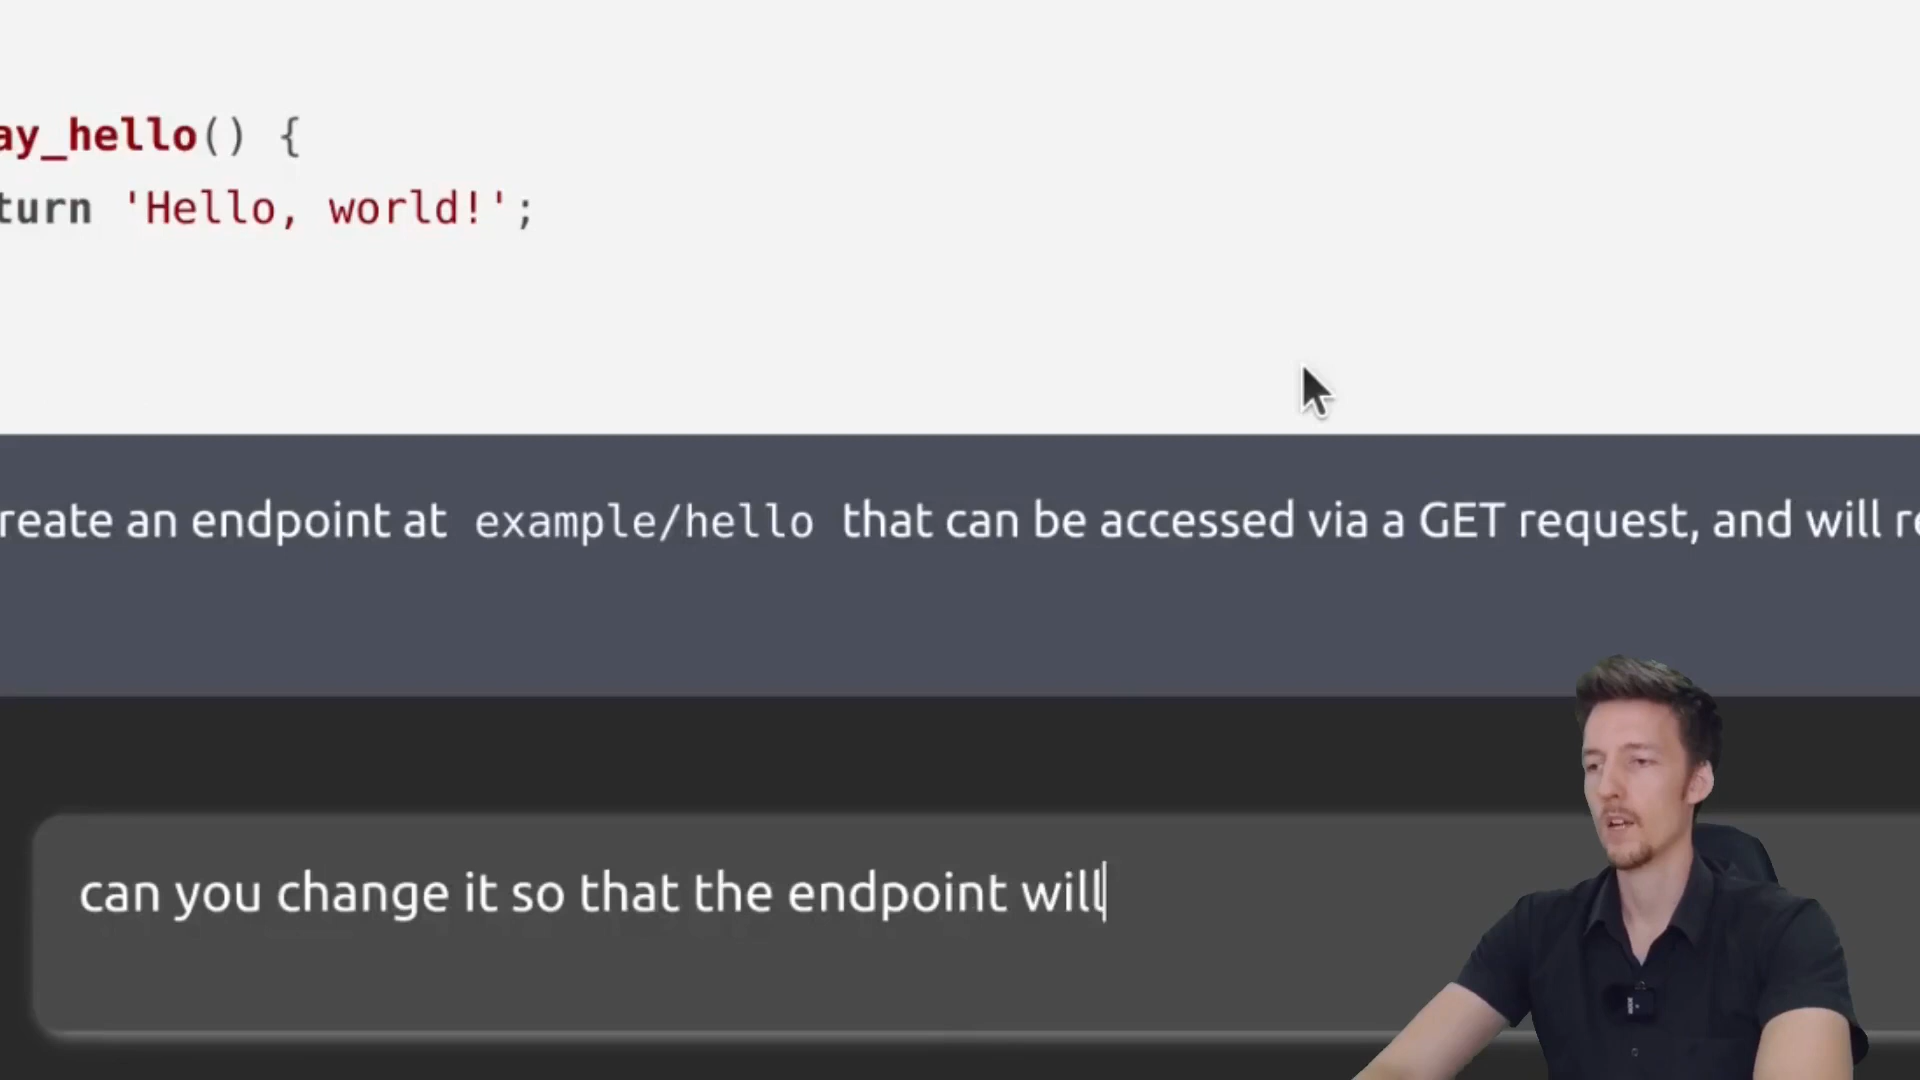 ay_hello() {
turn 'Hello, world!';
reate an endpoint at example/hello that can be accessed via a GET request, and will r
can you change it so that the endpoint will